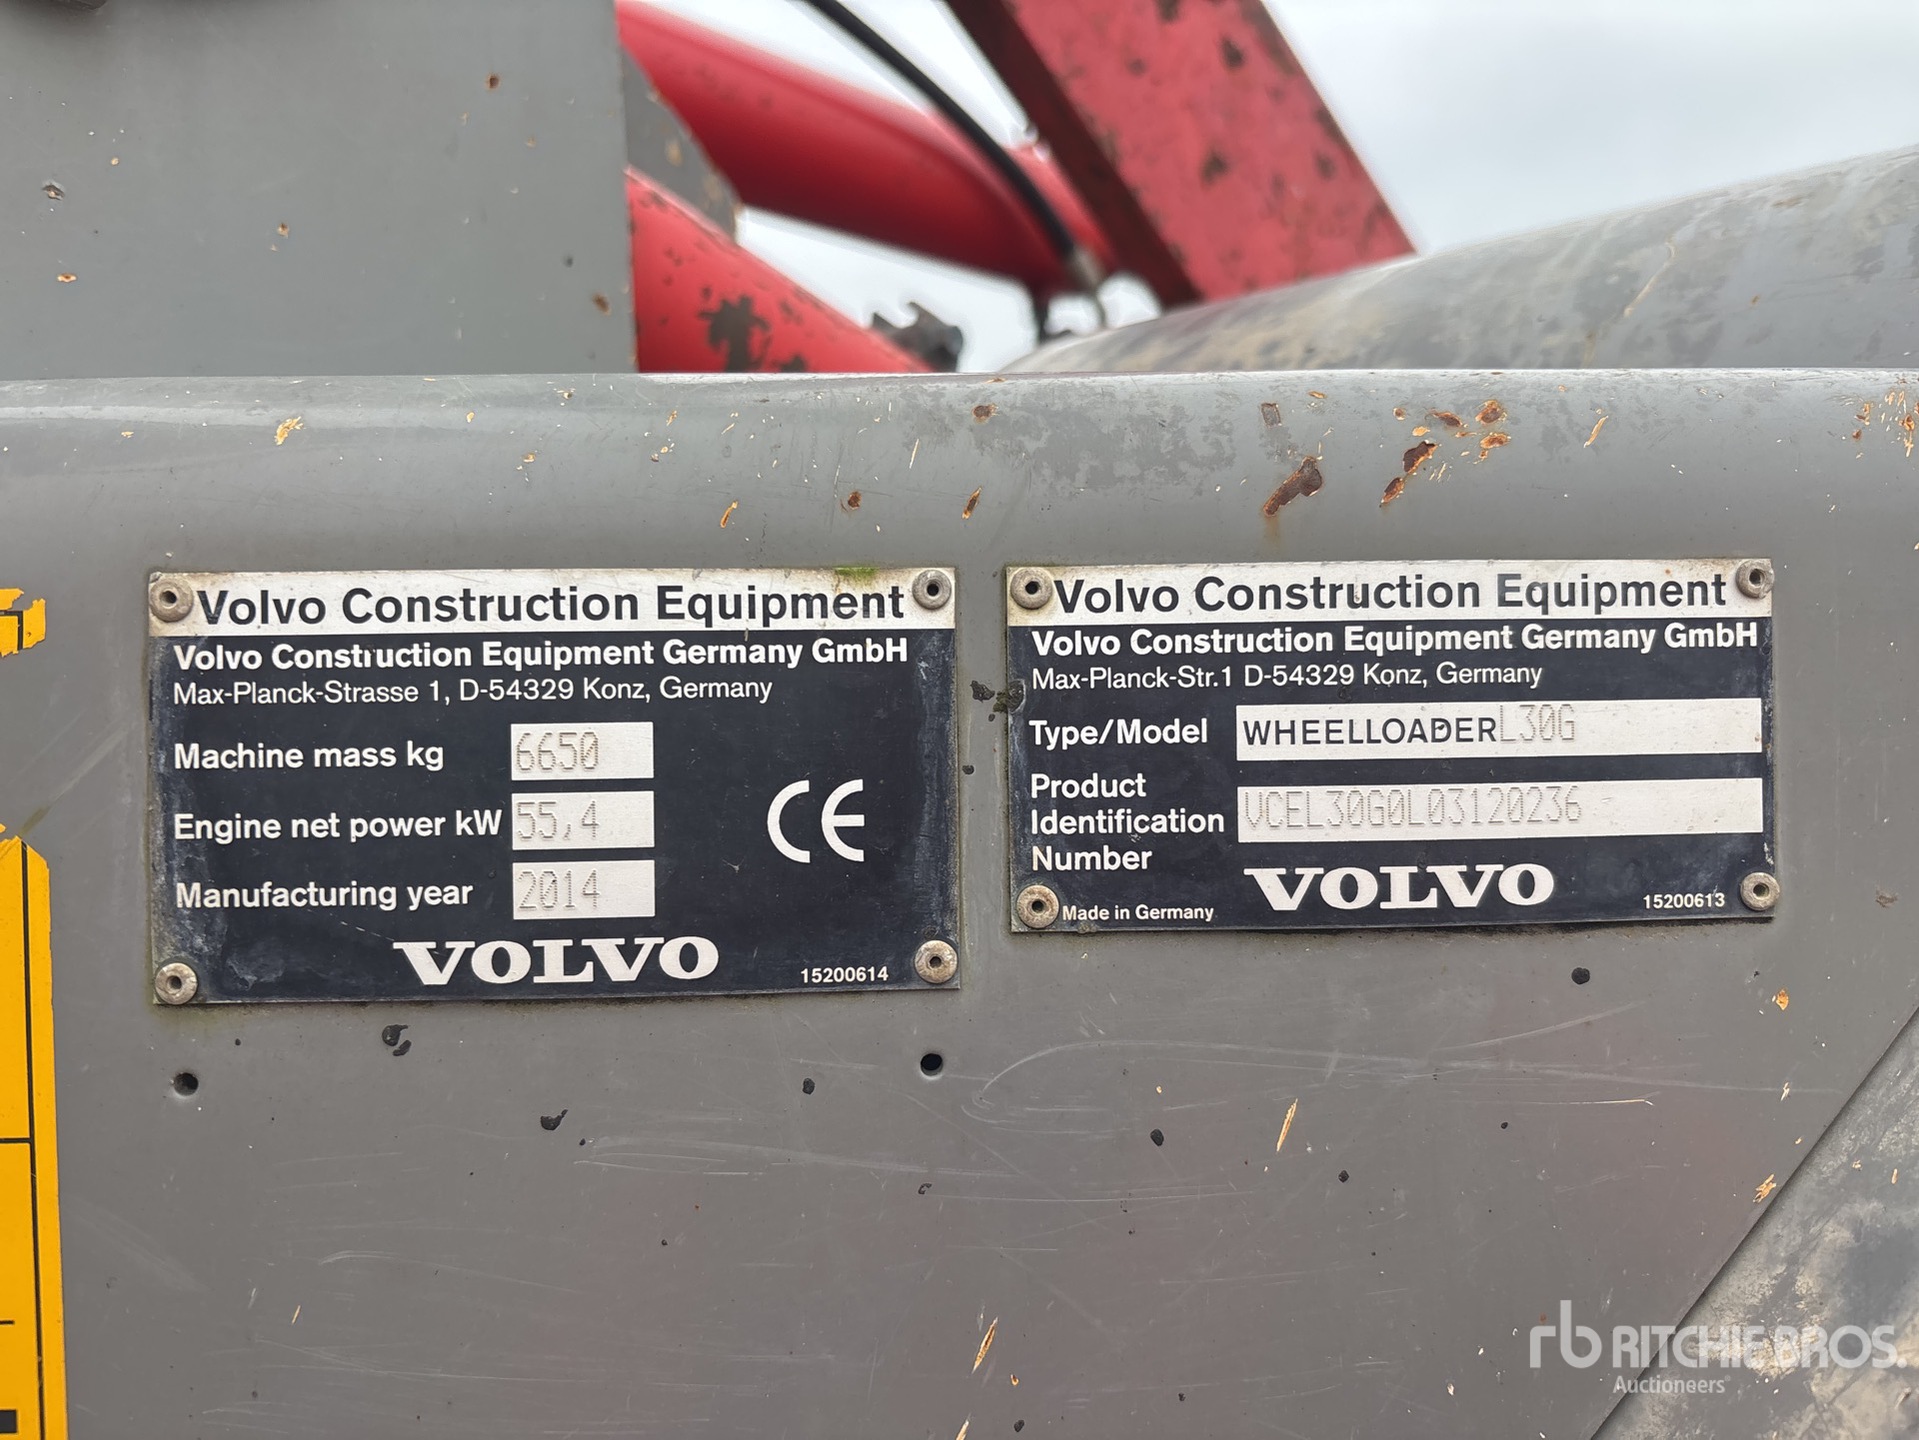 Volvo Construction Equipment
Volvo Construction Equipment Germany GmbH
Max-Planck-Strasse 1, D-54329 Konz, Germany
Machine mass kg 6650
Engine net power kW 55,4
Manufacturing year 2014
CE
VOLVO
15200614
Volvo Construction Equipment
Volvo Construction Equipment Germany GmbH
Max-Planck-Str.1 D-54329 Konz, Germany
Type/Model WHEELLOADER L30G
Product
Identification VCEL30G0L03120236
Number
VOLVO
Made in Germany
15200613
rb RITCHIE BROS.
Auctioneers